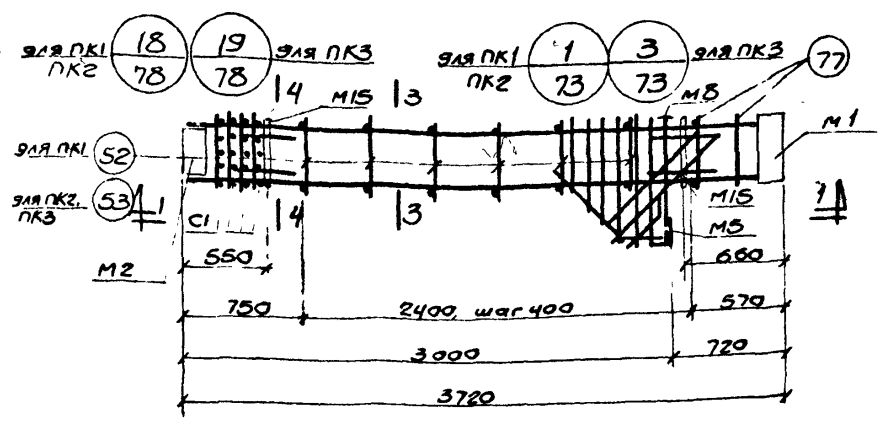 для ПК1 18 19 для ПК3
ПК2 78 78
для ПК1 1 3 для ПК3
ПК2 73 73
77
4 М15 3 М8
М1
для ПК1 52
для ПК2, 53
ПК3
1 1
С1 4 3 М15
М5
М2
550 660
750 2400, шаг 400 570
3000 720
3720